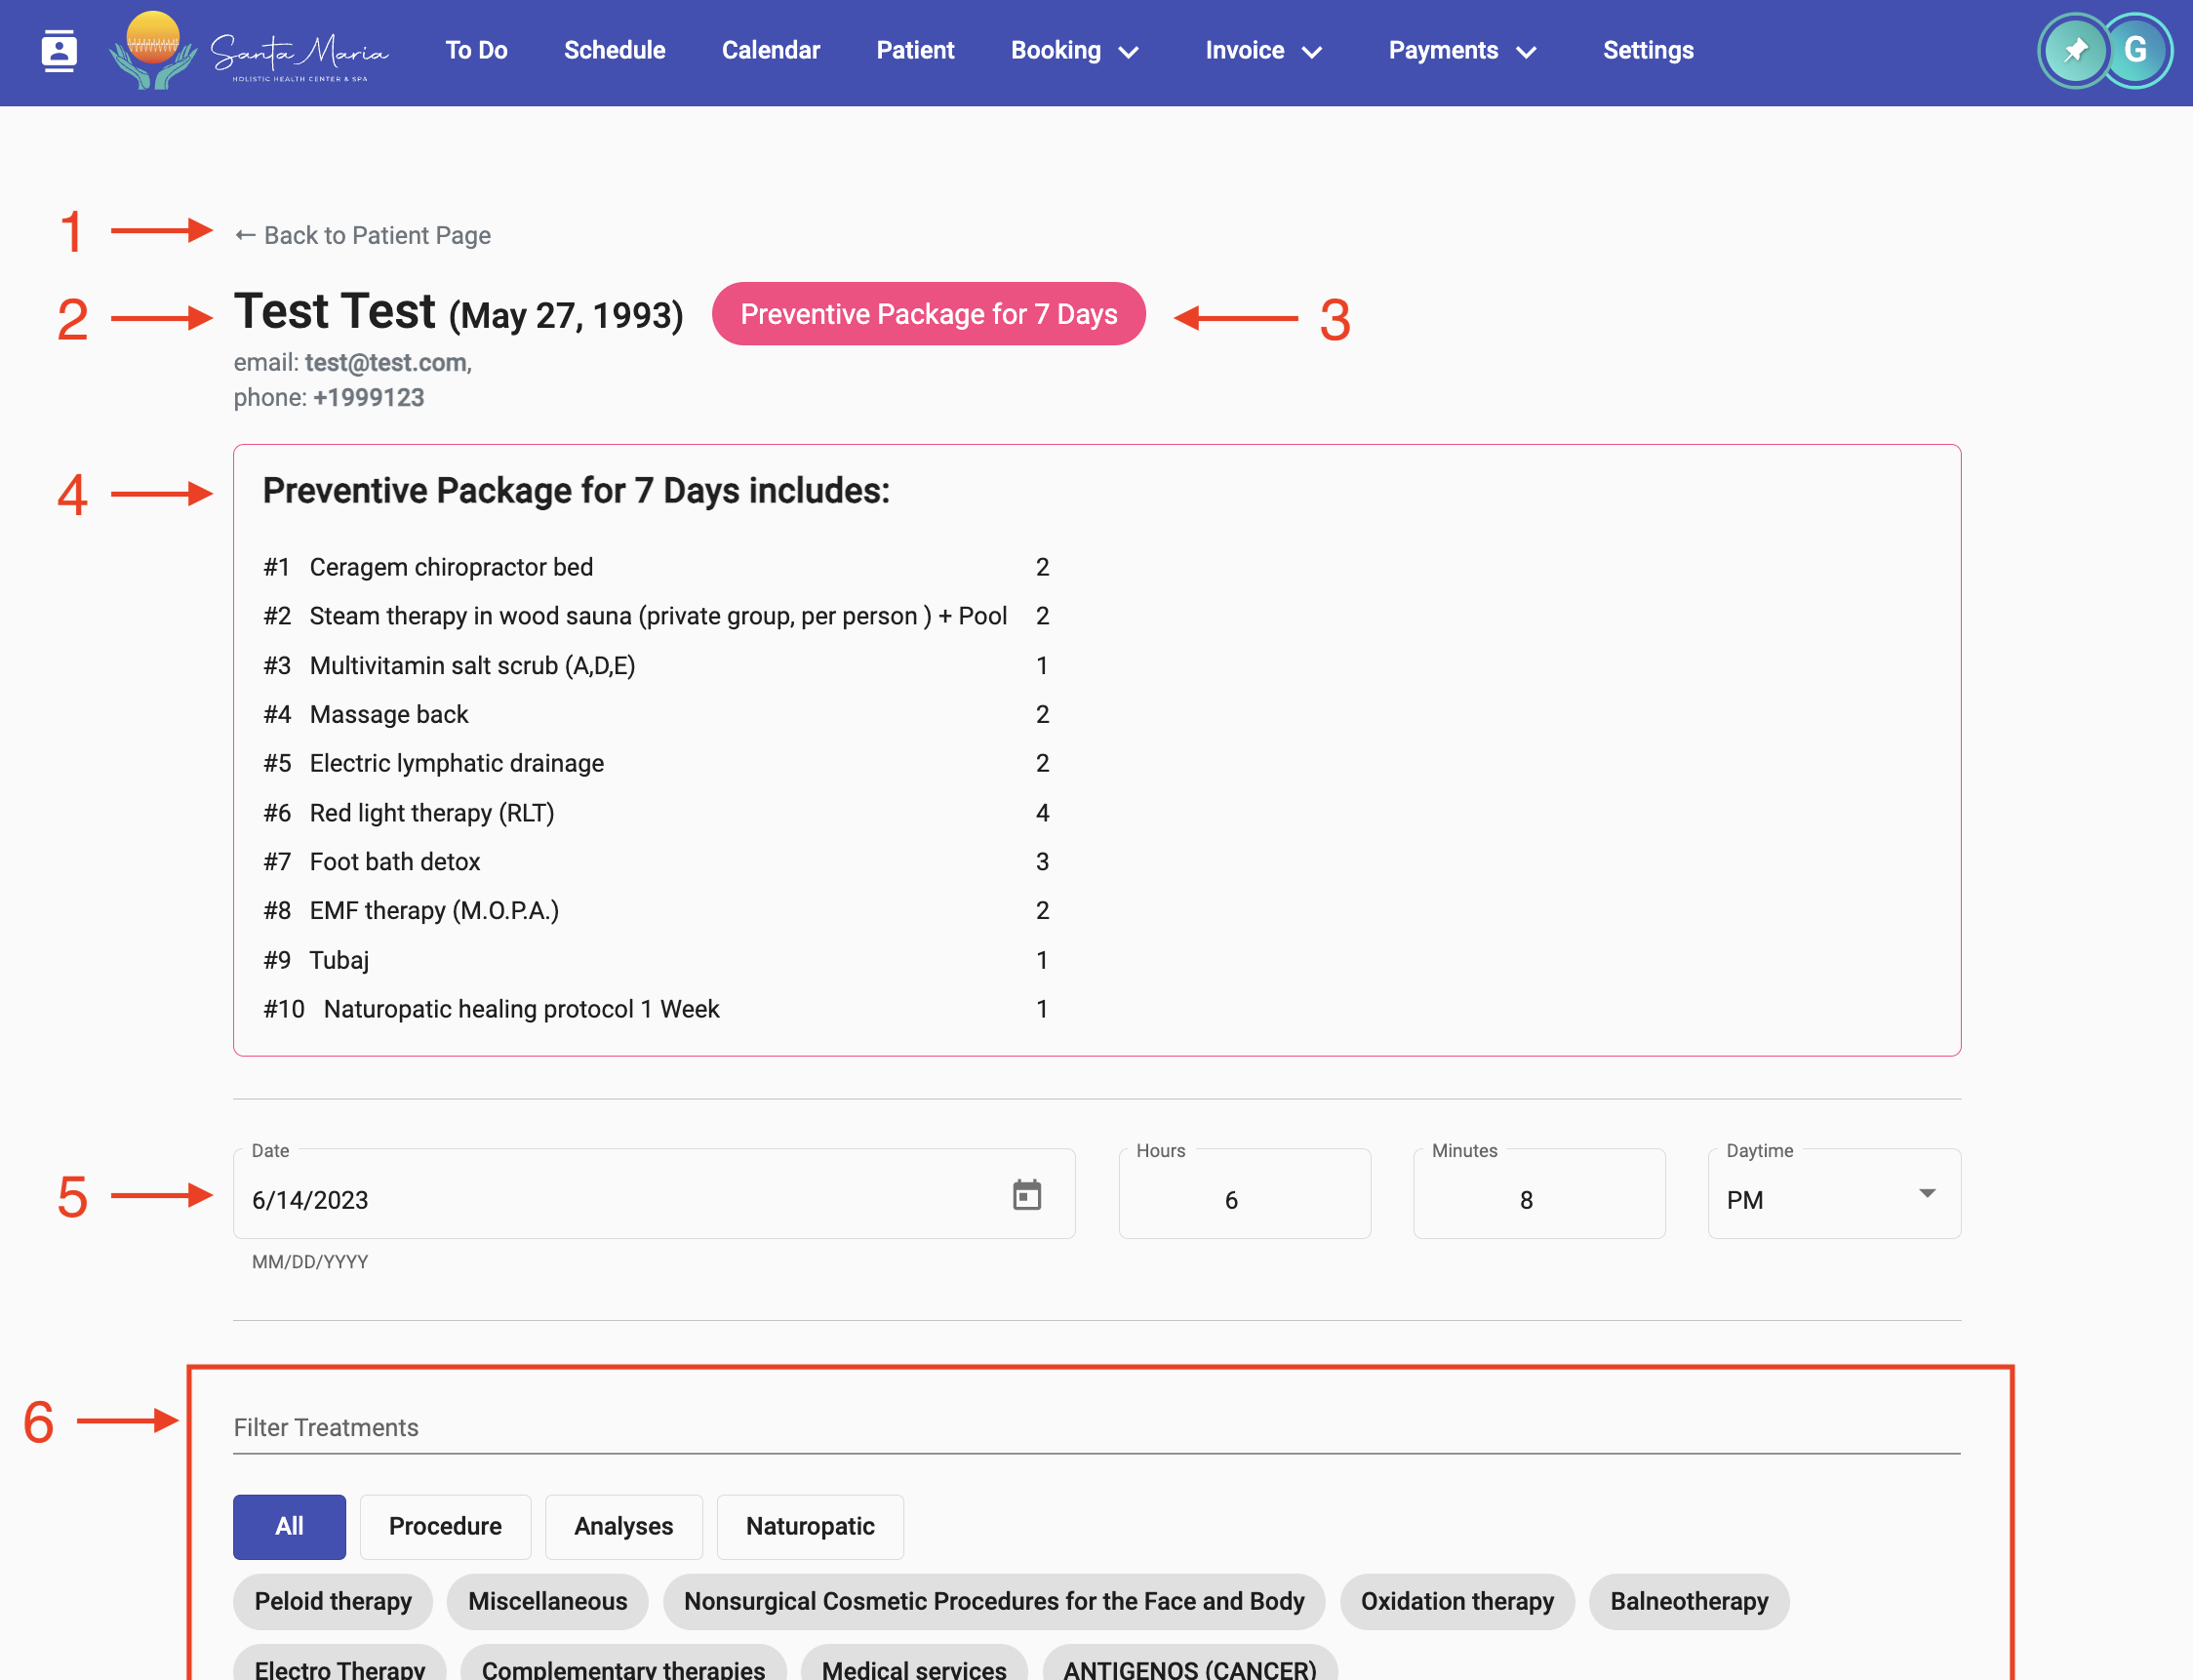 Santa Maria
HOLISTIC HEALTH CENTER & SPA
To Do Schedule Calendar Patient Booking Invoice Payments Settings G
1 ← Back to Patient Page
2 Test Test (May 27, 1993) Preventive Package for 7 Days 3
email: test@test.com,
phone: +1999123
4 Preventive Package for 7 Days includes:
#1 Ceragem chiropractor bed 2
#2 Steam therapy in wood sauna (private group, per person ) + Pool 2
#3 Multivitamin salt scrub (A,D,E) 1
#4 Massage back 2
#5 Electric lymphatic drainage 2
#6 Red light therapy (RLT) 4
#7 Foot bath detox 3
#8 EMF therapy (M.O.P.A.) 2
#9 Tubaj 1
#10 Naturopatic healing protocol 1 Week 1
Date Hours Minutes Daytime
5 6/14/2023 6 8 PM
MM/DD/YYYY
6 Filter Treatments
All Procedure Analyses Naturopatic
Peloid therapy Miscellaneous Nonsurgical Cosmetic Procedures for the Face and Body Oxidation therapy Balneotherapy
Electro Therapy Complementary therapies Medical services ANTIGENOS (CANCER)